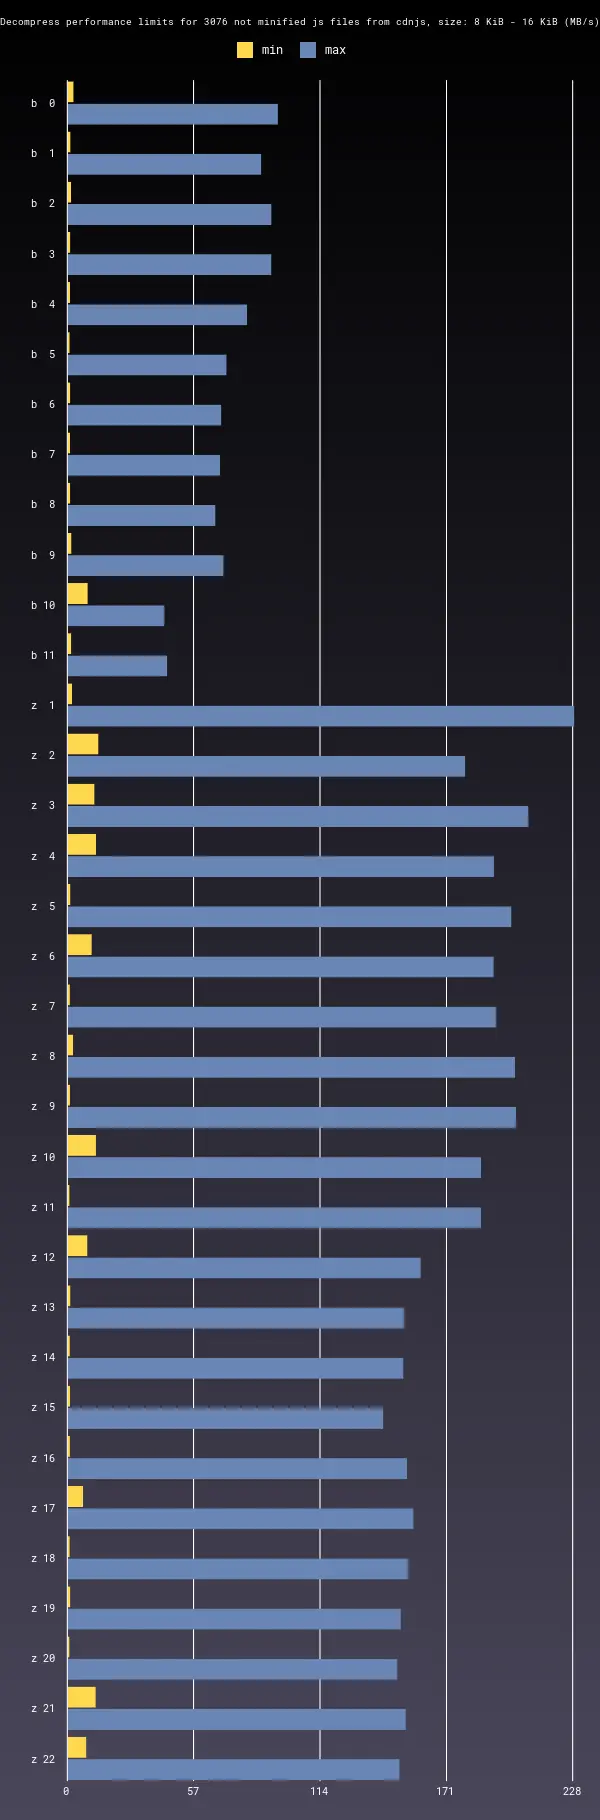 Decompress performance limits for 3076 not minified js files from cdnjs, size: 8 KiB - 16 KiB (MB/s)
min max
b 0
b 1
b 2
b 3
b 4
b 5
b 6
b 7
b 8
b 9
b 10
b 11
z 1
z 2
z 3
z 4
z 5
z 6
z 7
z 8
z 9
z 10
z 11
z 12
z 13
z 14
z 15
z 16
z 17
z 18
z 19
z 20
z 21
z 22
0 57 114 171 228